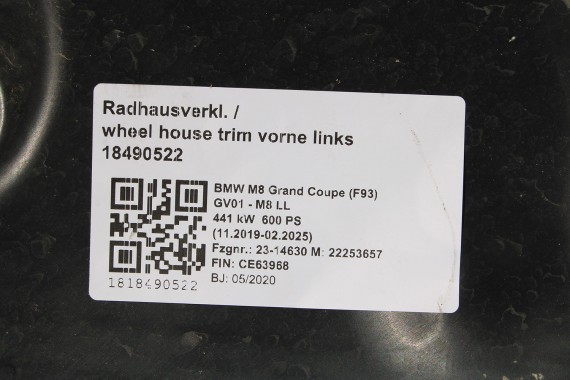 Radhausverkl. /
wheel house trim vorne links
18490522
BMW M8 Grand Coupe (F93)
GV01 - M8 LL
441 kW 600 PS
(11.2019-02.2025)
Fzgnr.: 23-14630 M: 22253657
FIN: CE63968
BJ: 05/2020
1818490522